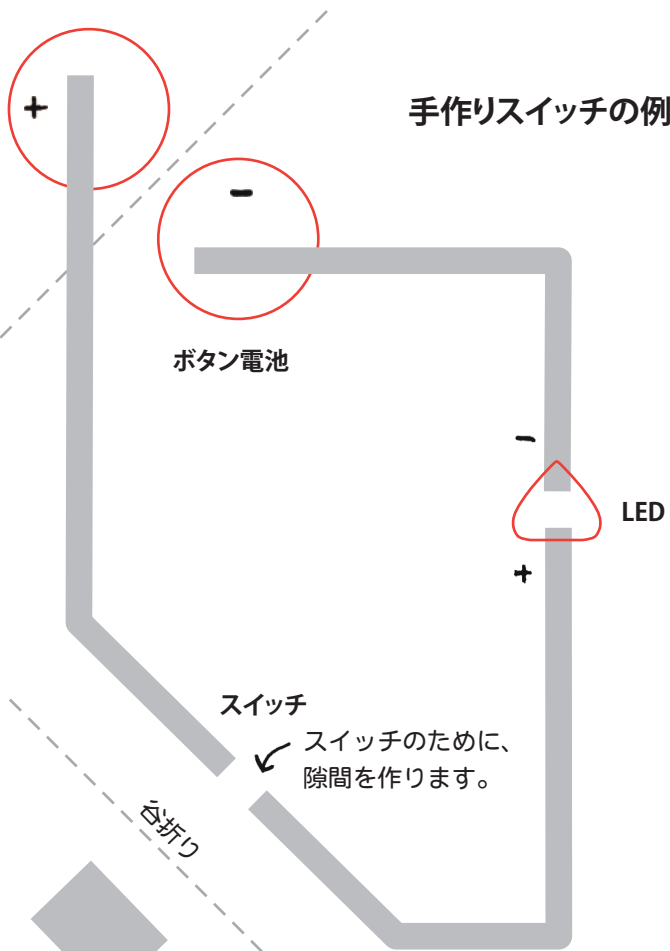 手作りスイッチの例
+
-
ボタン電池
-
LED
+
スイッチ
スイッチのために、
隙間を作ります。
谷折り